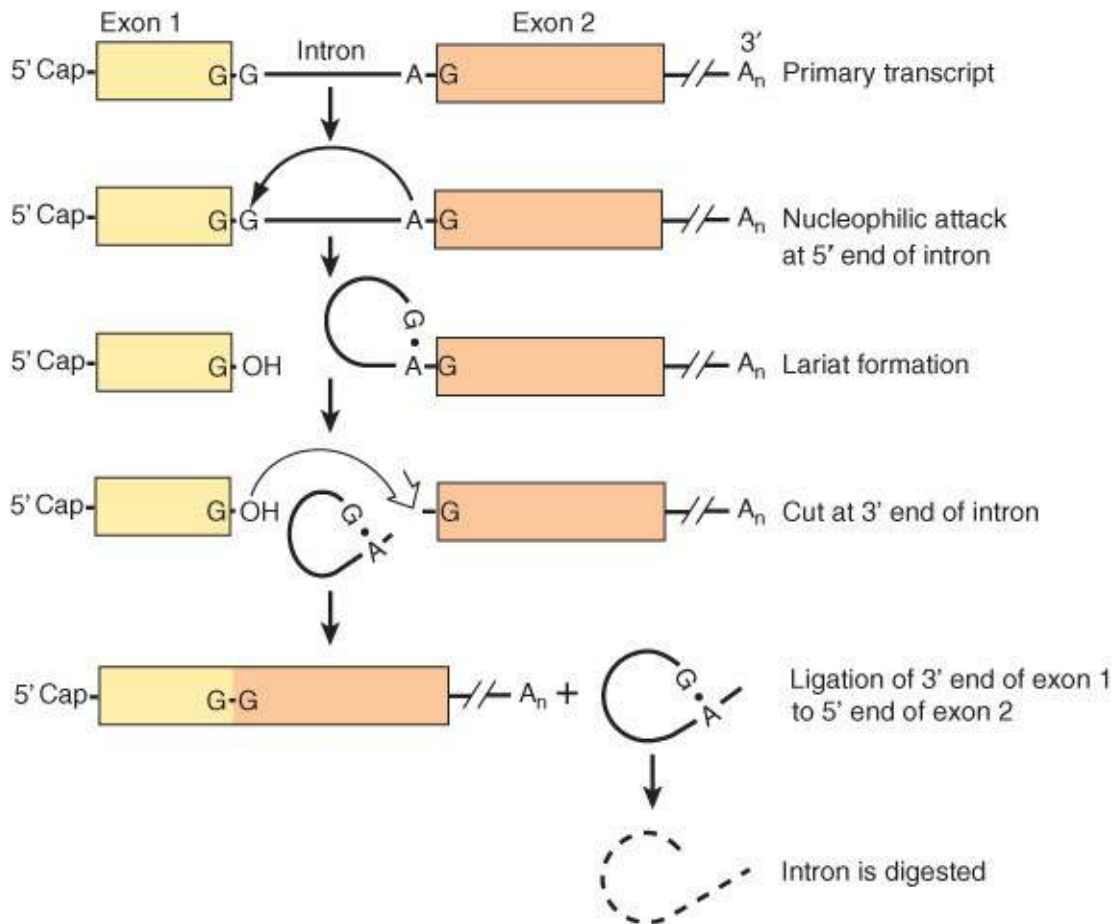 Exon 1
Intron
Exon 2
5' Cap G G A G 3' Aₙ Primary transcript
5' Cap G G A G Aₙ Nucleophilic attack
at 5' end of intron
5' Cap G OH G A G Aₙ Lariat formation
5' Cap G OH G A G Aₙ Cut at 3' end of intron
5' Cap G G Aₙ + G A Ligation of 3' end of exon 1
to 5' end of exon 2
Intron is digested